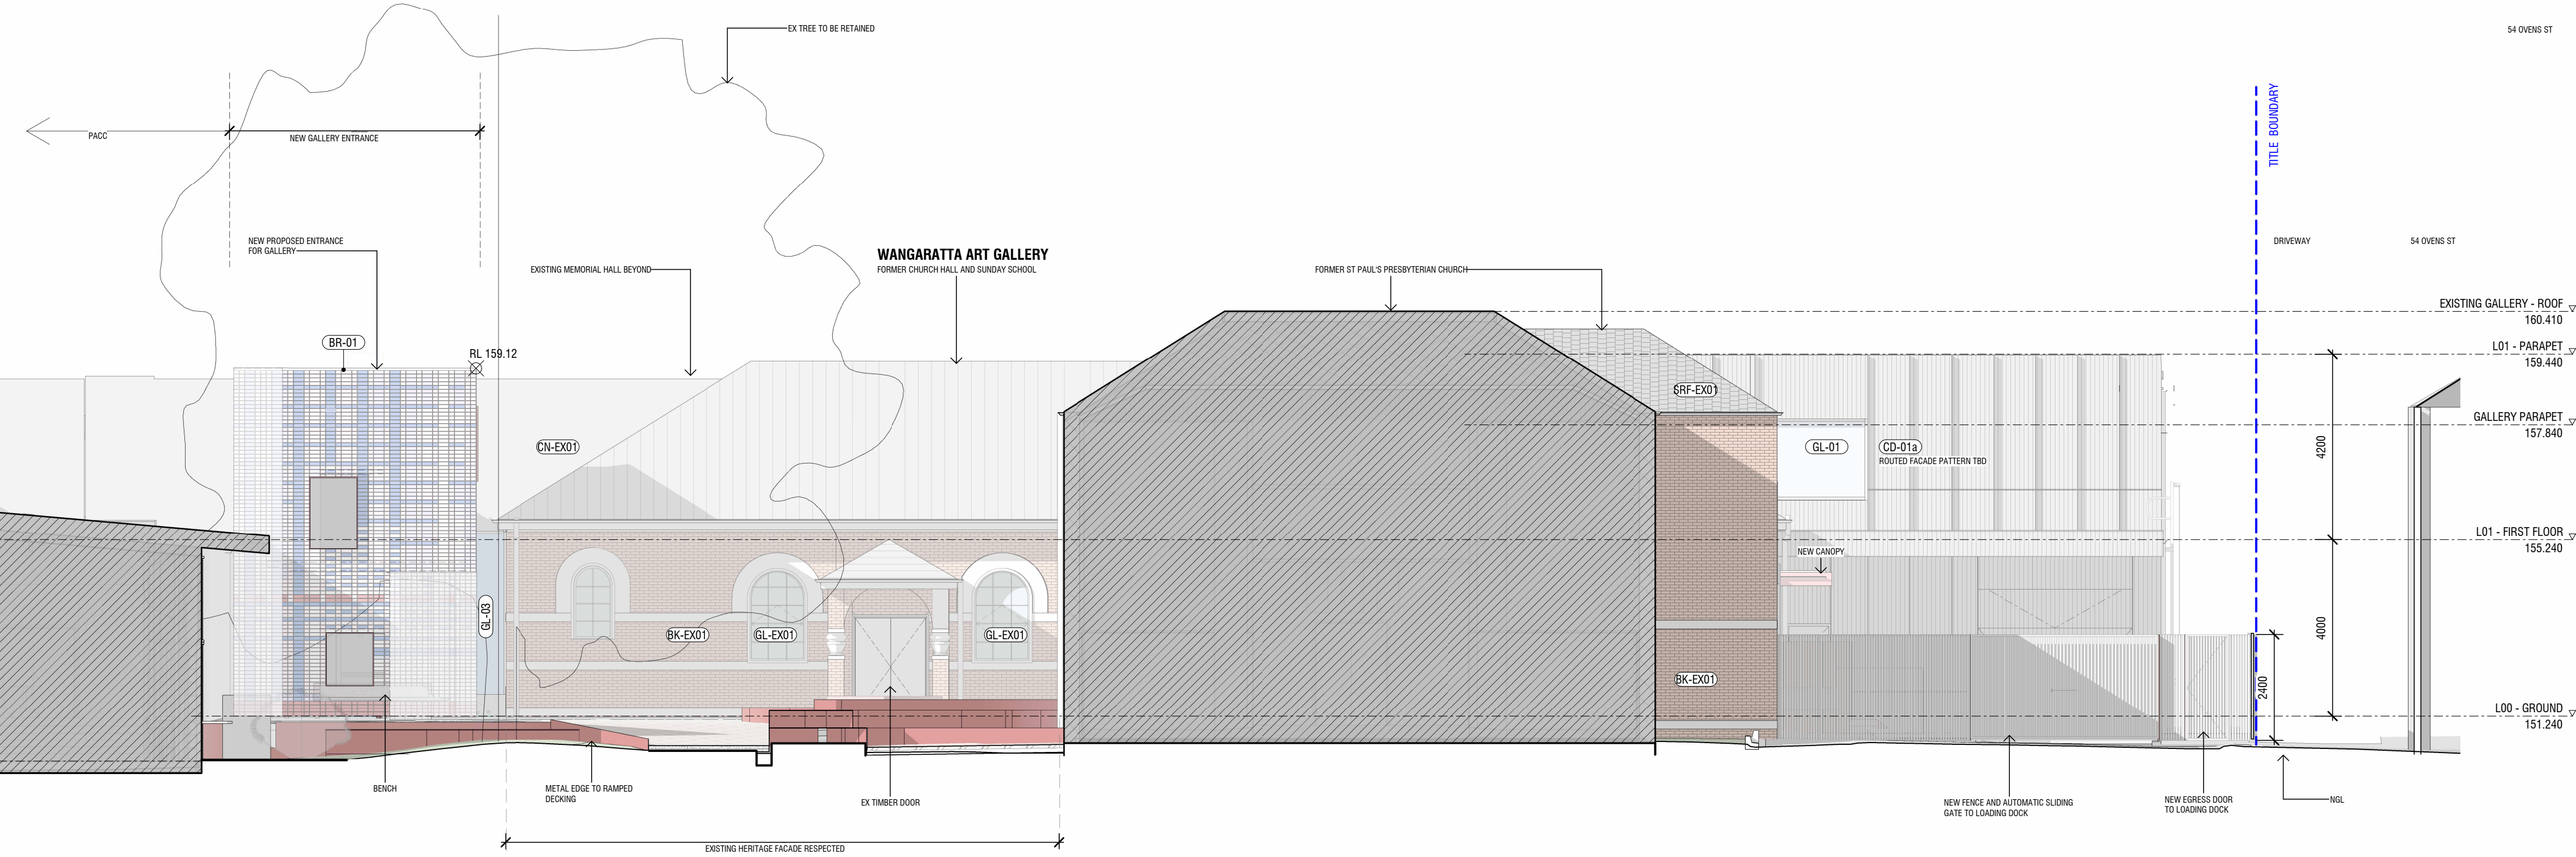 EX TREE TO BE RETAINED
54 OVENS ST
TITLE BOUNDARY
PACC
NEW GALLERY ENTRANCE
NEW PROPOSED ENTRANCE
FOR GALLERY
EXISTING MEMORIAL HALL BEYOND
WANGARATTA ART GALLERY
FORMER CHURCH HALL AND SUNDAY SCHOOL
FORMER ST PAUL'S PRESBYTERIAN CHURCH
DRIVEWAY
54 OVENS ST
EXISTING GALLERY - ROOF
160.410
BR-01
RL 159.12
L01 - PARAPET
159.440
SRF-EX01
GALLERY PARAPET
157.840
CN-EX01
GL-01
CD-01a
ROUTED FACADE PATTERN TBD
4200
L01 - FIRST FLOOR
155.240
NEW CANOPY
GL-03
BK-EX01
GL-EX01
GL-EX01
4000
BK-EX01
2400
L00 - GROUND
151.240
BENCH
METAL EDGE TO RAMPED
DECKING
EX TIMBER DOOR
NEW FENCE AND AUTOMATIC SLIDING
GATE TO LOADING DOCK
NEW EGRESS DOOR
TO LOADING DOCK
NGL
EXISTING HERITAGE FACADE RESPECTED